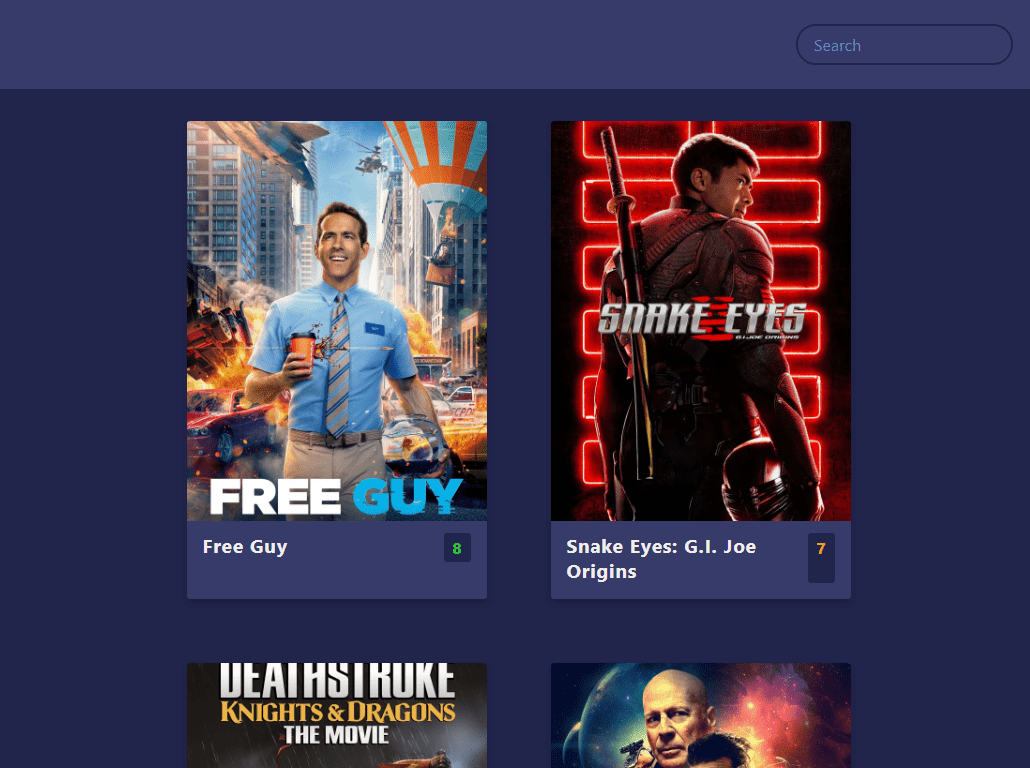 Search
FREE GUY
SNAKE EYES
G.I. JOE ORIGINS
Free Guy
8
Snake Eyes: G.I. Joe
Origins
7
DEATHSTROKE
KNIGHTS & DRAGONS
THE MOVIE